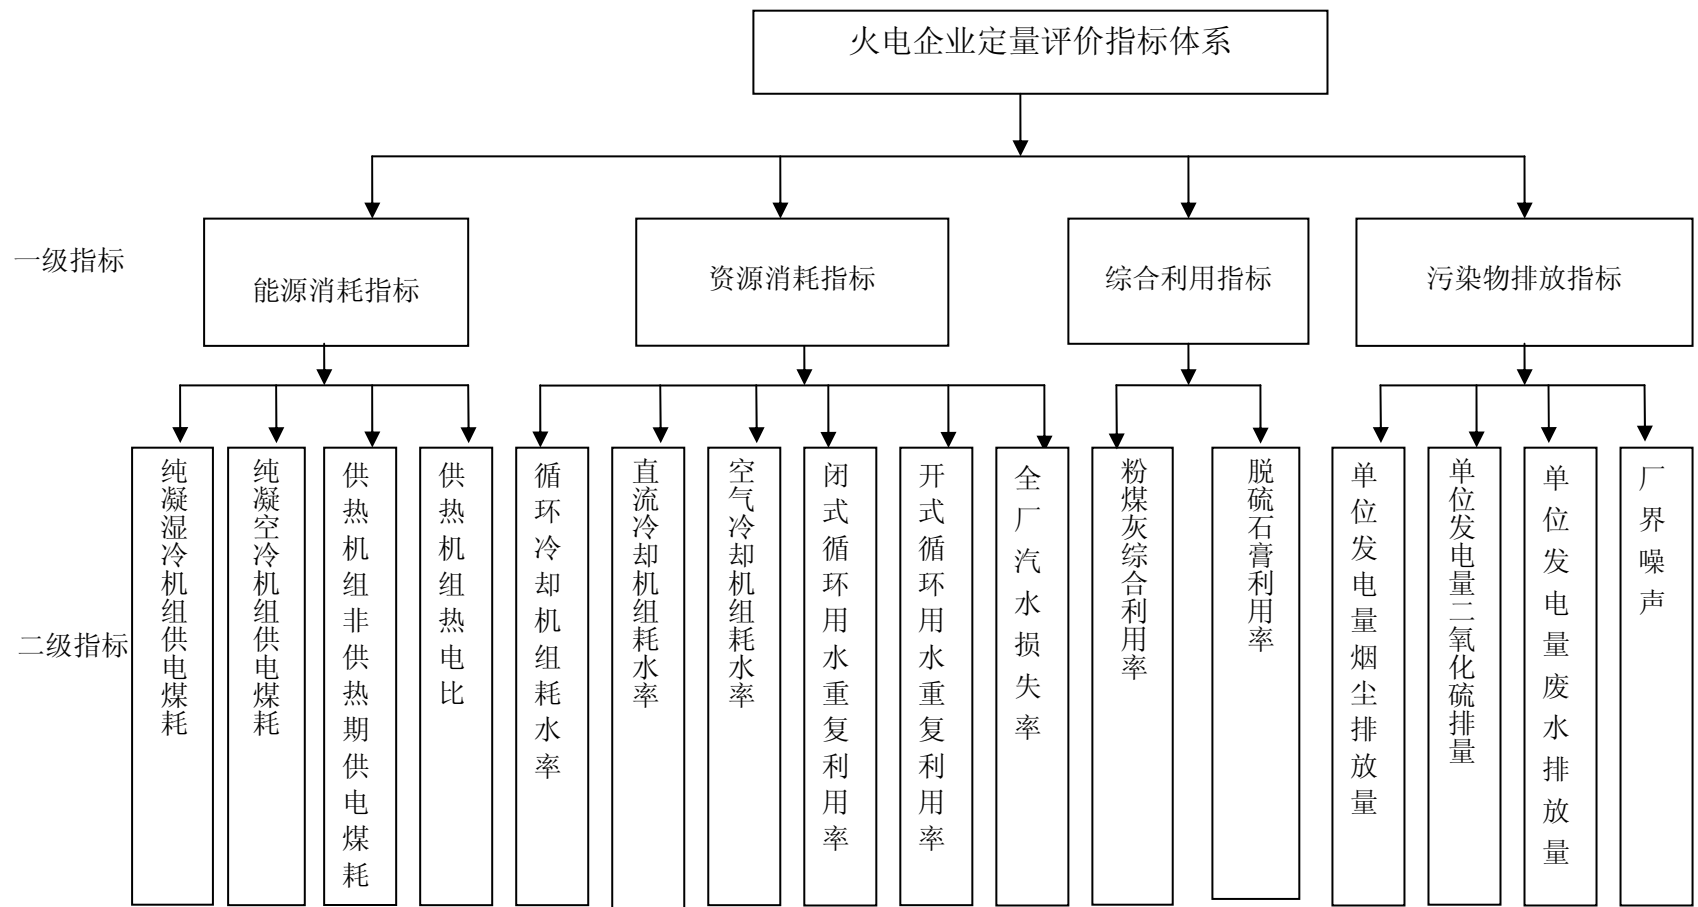 火电企业定量评价指标体系
一级指标
能源消耗指标
资源消耗指标
综合利用指标
污染物排放指标
二级指标
纯凝湿冷机组供电煤耗
纯凝空冷机组供电煤耗
供热机组非供热期供电煤耗
供热机组热电比
循环冷却机组耗水率
直流冷却机组耗水率
空气冷却机组耗水率
闭式循环用水重复利用率
开式循环用水重复利用率
全厂汽水损失率
粉煤灰综合利用率
脱硫石膏利用率
单位发电量烟尘排放量
单位发电量二氧化硫排量
单位发电量废水排放量
厂界噪声